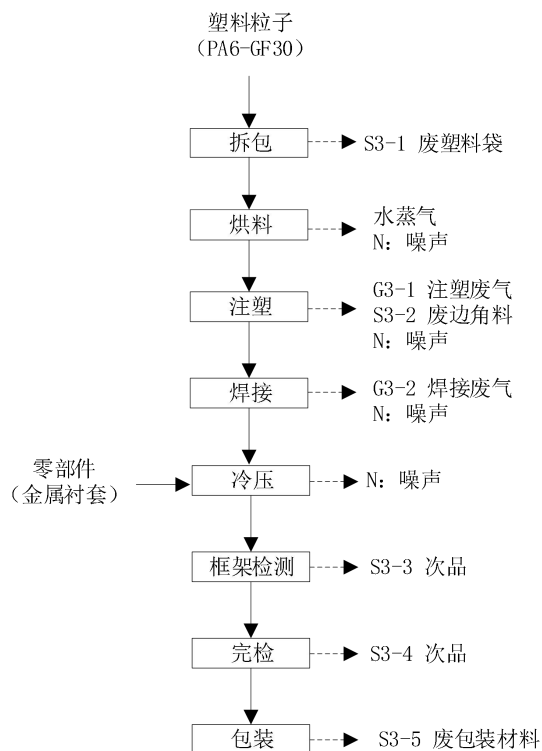 塑料粒子
（PA6-GF30）
拆包
S3-1 废塑料袋
烘料
水蒸气
N：噪声
注塑
G3-1 注塑废气
S3-2 废边角料
N：噪声
焊接
G3-2 焊接废气
N：噪声
零部件
（金属衬套）
冷压
N：噪声
框架检测
S3-3 次品
完检
S3-4 次品
包装
S3-5 废包装材料